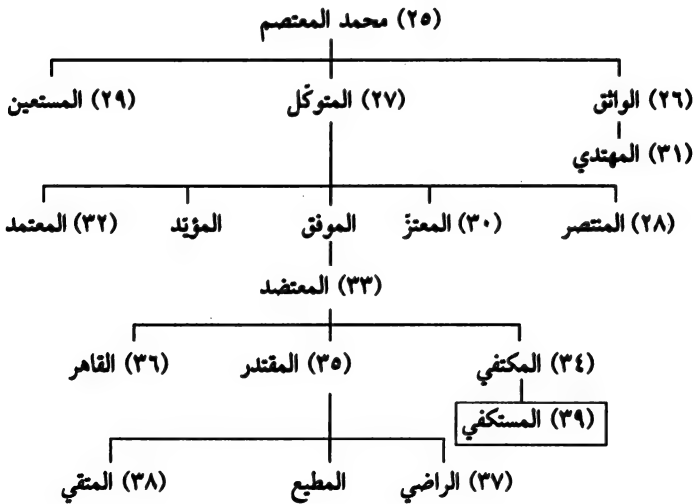 (٢٥) محمد المعتصم
(٢٦) الواثق (٢٧) المتوكّل (٢٩) المستعين
(٣١) المهتدي
(٢٨) المنتصر (٣٠) المعتزّ الموفق المؤيّد (٣٢) المعتمد
(٣٣) المعتضد
(٣٤) المكتفي (٣٥) المقتدر (٣٦) القاهر
(٣٩) المستكفي
(٣٧) الراضي المطيع (٣٨) المتقي